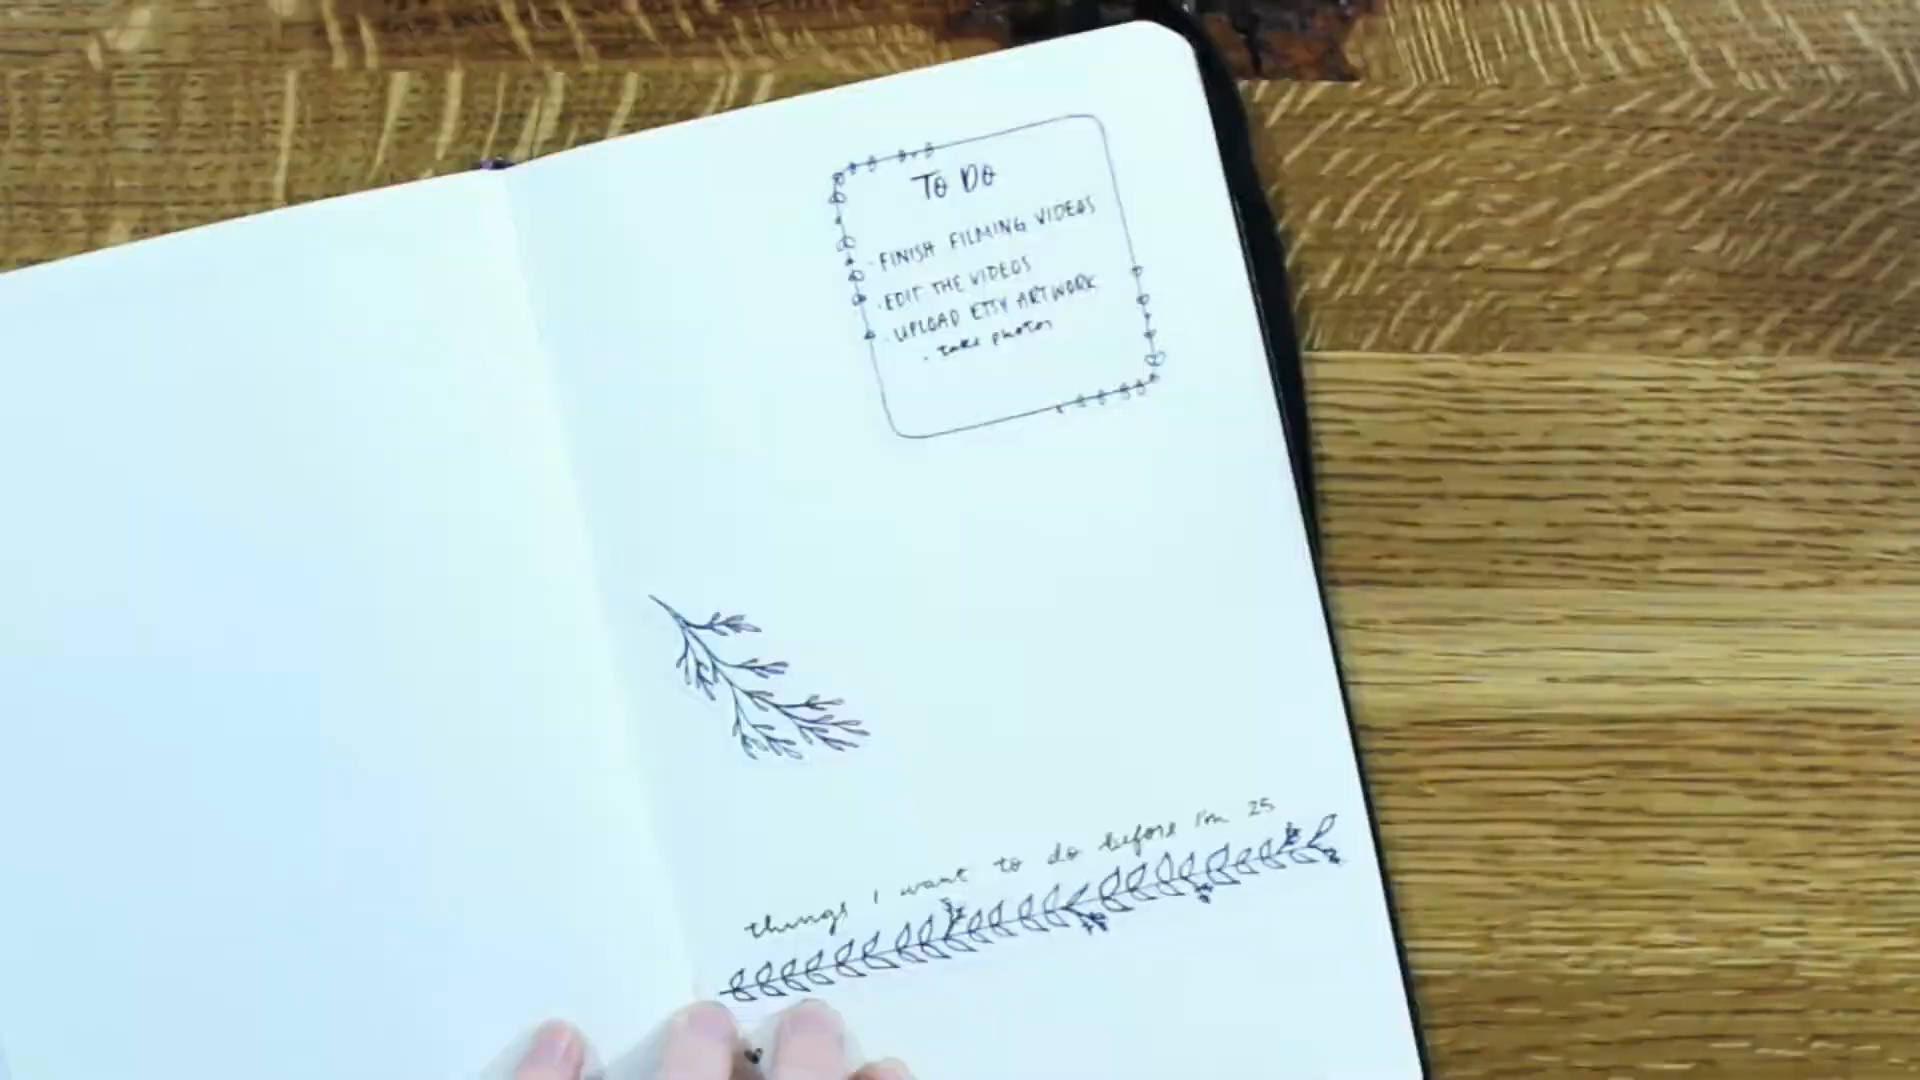 TO DO
· FINISH FILMING VIDEOS
· EDIT THE VIDEOS
· UPLOAD ETSY ARTWORK
· take photos
things I want to do before I'm 25